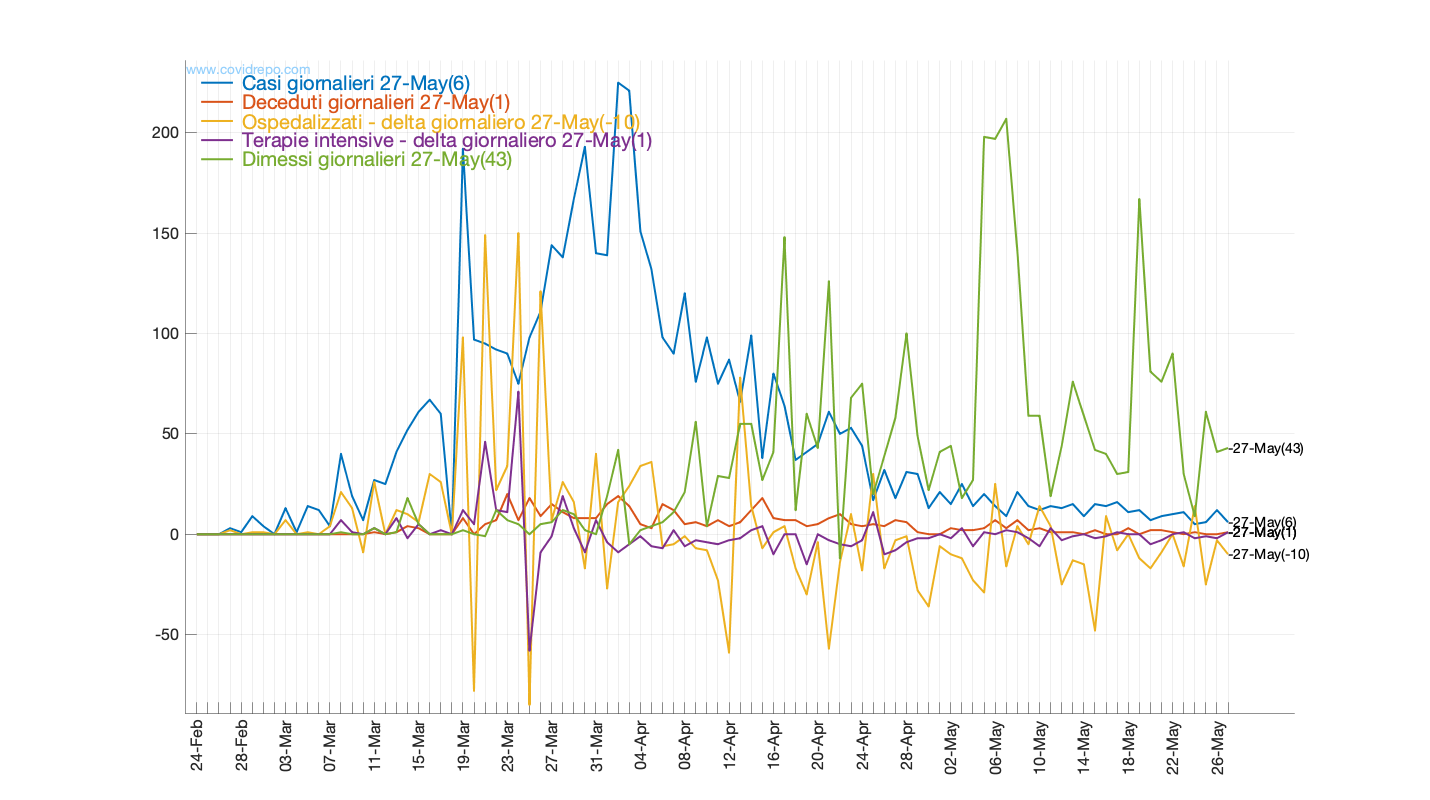 www.covidrepo.com
Casi giornalieri 27-May(6)
Deceduti giornalieri 27-May(1)
Ospedalizzati - delta giornaliero 27-May(-10)
Terapie intensive - delta giornaliero 27-May(1)
Dimessi giornalieri 27-May(43)
200
150
100
50
0
-50
-27-May(43)
-27-May(6)
-27-May(1)
-27-May(-10)
24-Feb
28-Feb
03-Mar
07-Mar
11-Mar
15-Mar
19-Mar
23-Mar
27-Mar
31-Mar
04-Apr
08-Apr
12-Apr
16-Apr
20-Apr
24-Apr
28-Apr
02-May
06-May
10-May
14-May
18-May
22-May
26-May